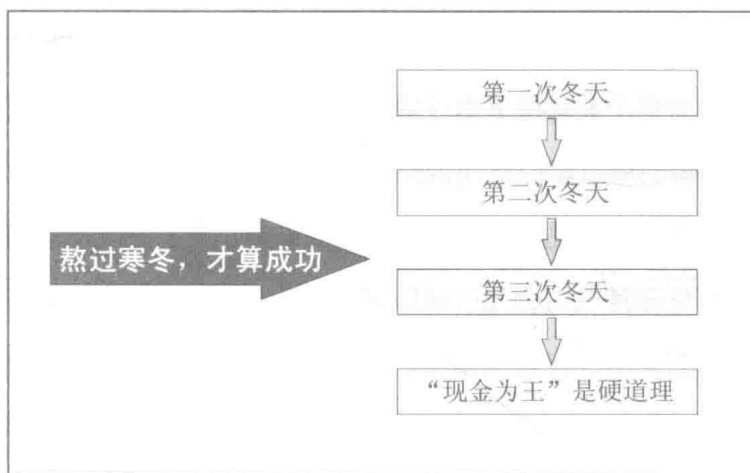 熬过寒冬，才算成功
第一次冬天
第二次冬天
第三次冬天
“现金为王”是硬道理